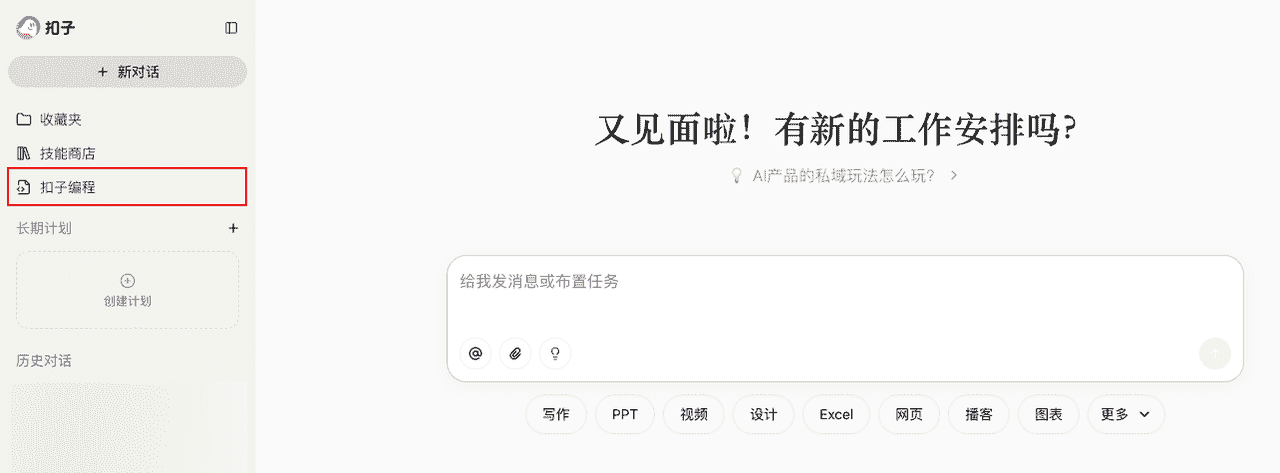 扣子
+ 新对话
收藏夹
技能商店
扣子编程
长期计划 +
创建计划
历史对话
又见面啦！有新的工作安排吗?
AI产品的私域玩法怎么玩? >
给我发消息或布置任务
@
写作 PPT 视频 设计 Excel 网页 播客 图表 更多